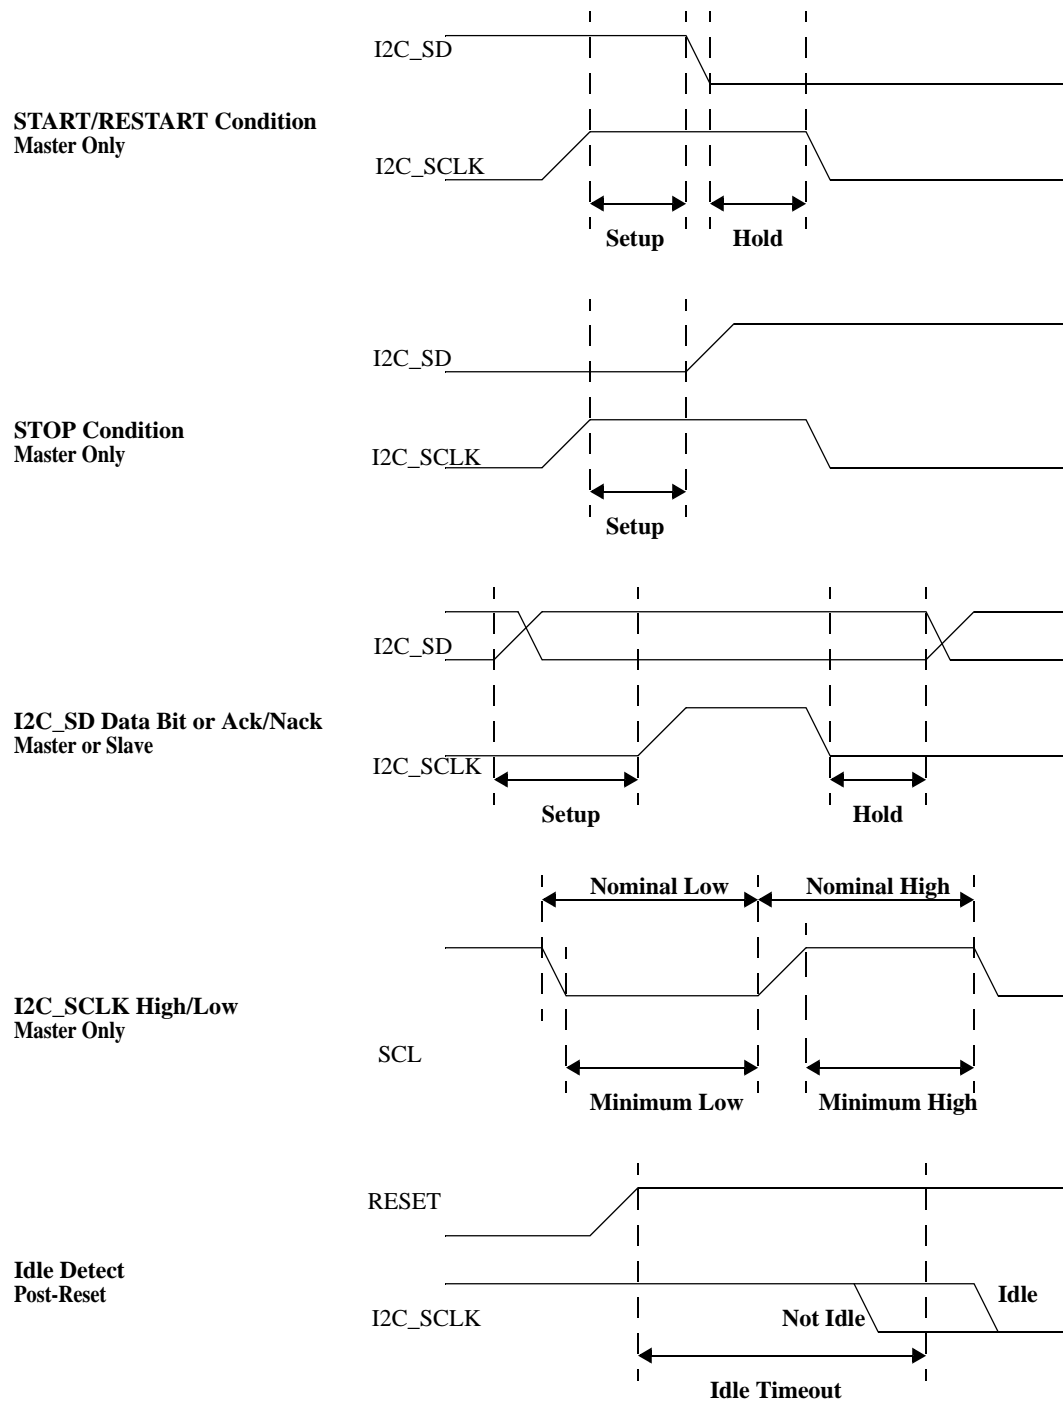 I2C_SD
START/RESTART Condition
Master Only
I2C_SCLK
Setup
Hold
I2C_SD
STOP Condition
Master Only
I2C_SCLK
Setup
I2C_SD
I2C_SD Data Bit or Ack/Nack
Master or Slave
I2C_SCLK
Setup
Hold
Nominal Low
Nominal High
I2C_SCLK High/Low
Master Only
SCL
Minimum Low
Minimum High
RESET
Idle Detect
Post-Reset
I2C_SCLK
Not Idle
Idle
Idle Timeout